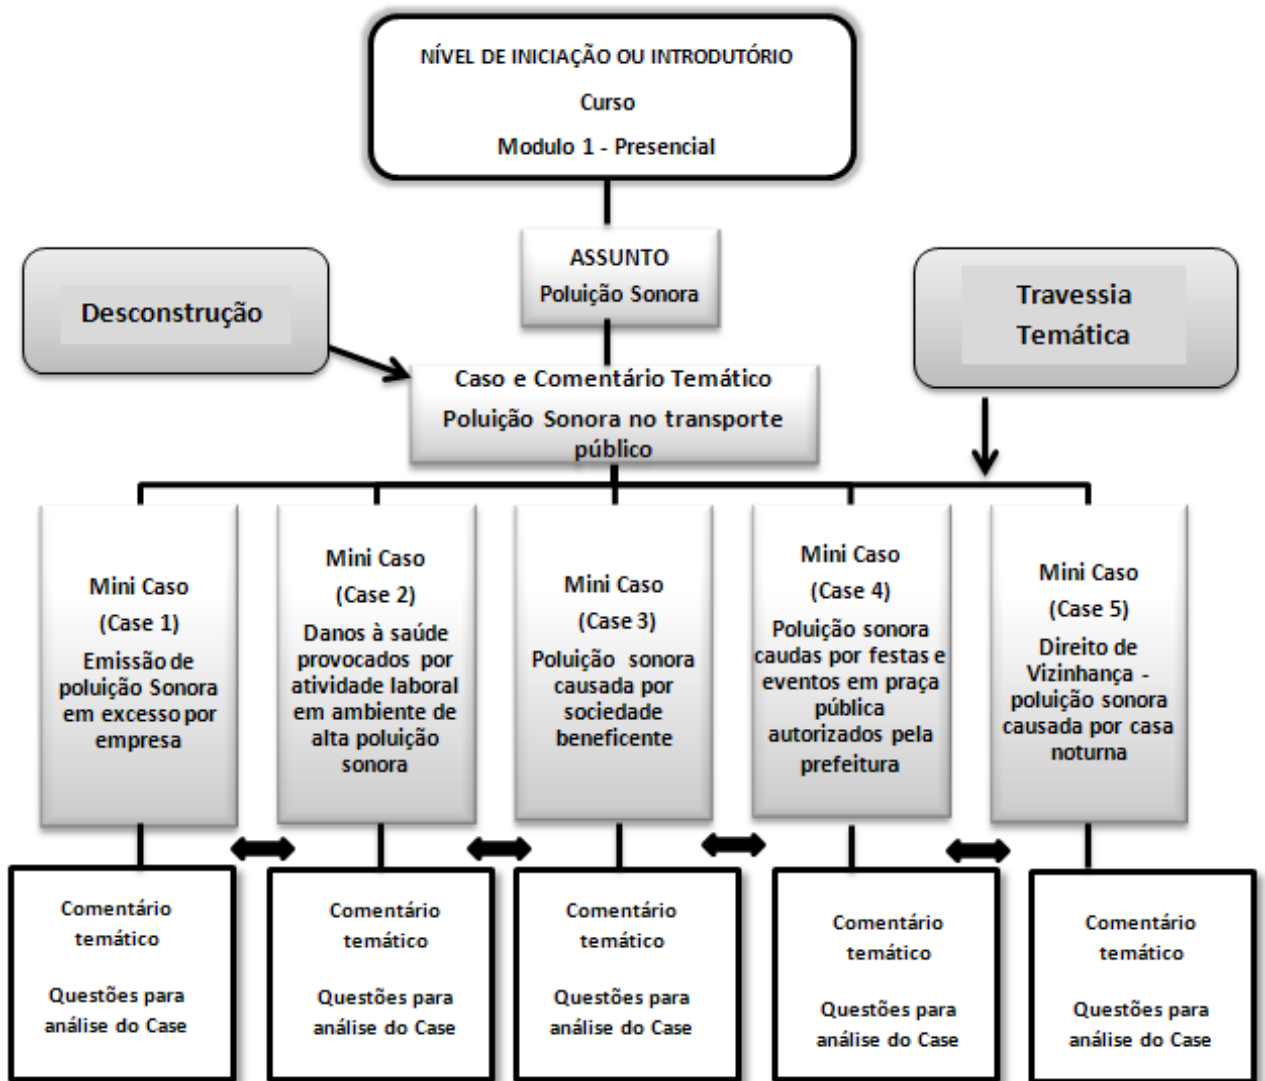 NÍVEL DE INICIAÇÃO OU INTRODUTÓRIO
Curso
Modulo 1 - Presencial
ASSUNTO
Poluição Sonora
Desconstrução
Travessia
Temática
Caso e Comentário Temático
Poluição Sonora no transporte
público
Mini Caso
(Case 1)
Emissão de
poluição Sonora
em excesso por
empresa
Mini Caso
(Case 2)
Danos à saúde
provocados por
atividade laboral
em ambiente de
alta poluição
sonora
Mini Caso
(Case 3)
Poluição sonora
causada por
sociedade
beneficente
Mini Caso
(Case 4)
Poluição sonora
caudas por festas e
eventos em praça
pública
autorizados pela
prefeitura
Mini Caso
(Case 5)
Direito de
Vizinhança -
poluição sonora
causada por casa
noturna
Comentário
temático
Questões para
análise do Case
Comentário
temático
Questões para
análise do Case
Comentário
temático
Questões para
análise do Case
Comentário
temático
Questões para
análise do Case
Comentário
temático
Questões para
análise do Case